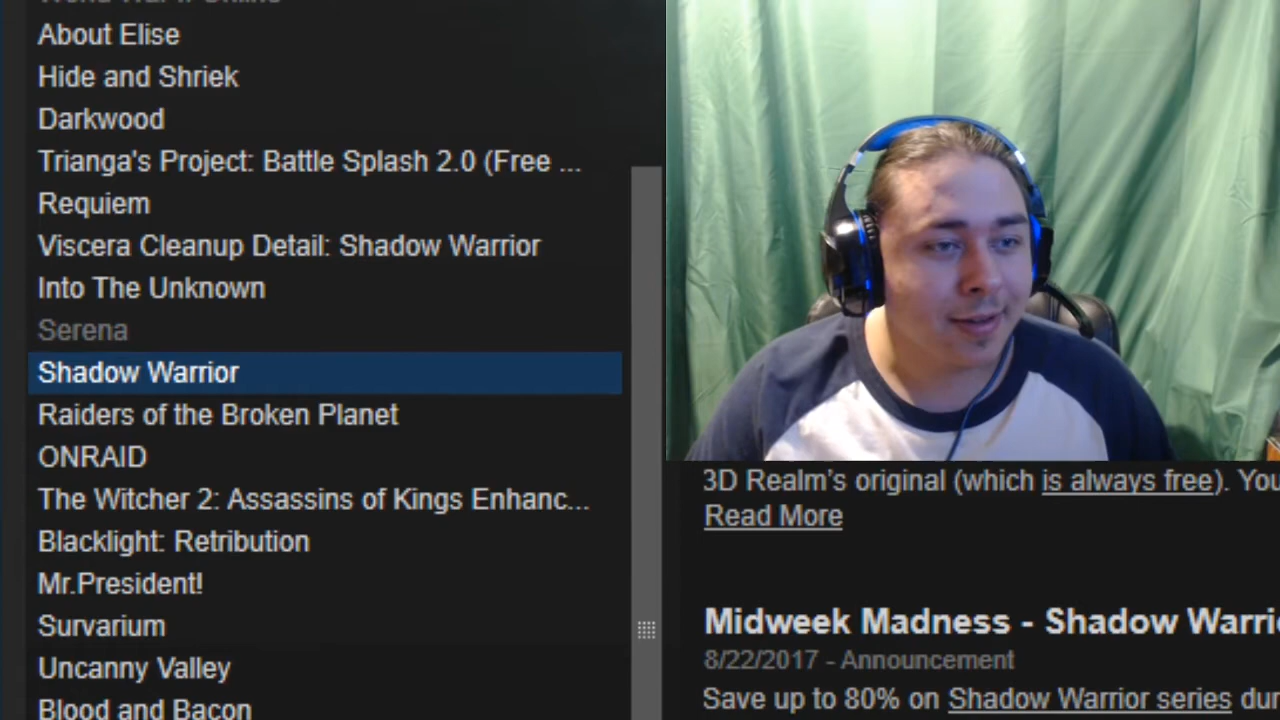 About Elise
Hide and Shriek
Darkwood
Trianga's Project: Battle Splash 2.0 (Free ...
Requiem
Viscera Cleanup Detail: Shadow Warrior
Into The Unknown
Serena
Shadow Warrior
Raiders of the Broken Planet
ONRAID
The Witcher 2: Assassins of Kings Enhanc...
Blacklight: Retribution
Mr.President!
Survarium
Uncanny Valley
Blood and Bacon
3D Realm's original (which is always free). You
Read More
Midweek Madness - Shadow Warrio
8/22/2017 - Announcement
Save up to 80% on Shadow Warrior series dur